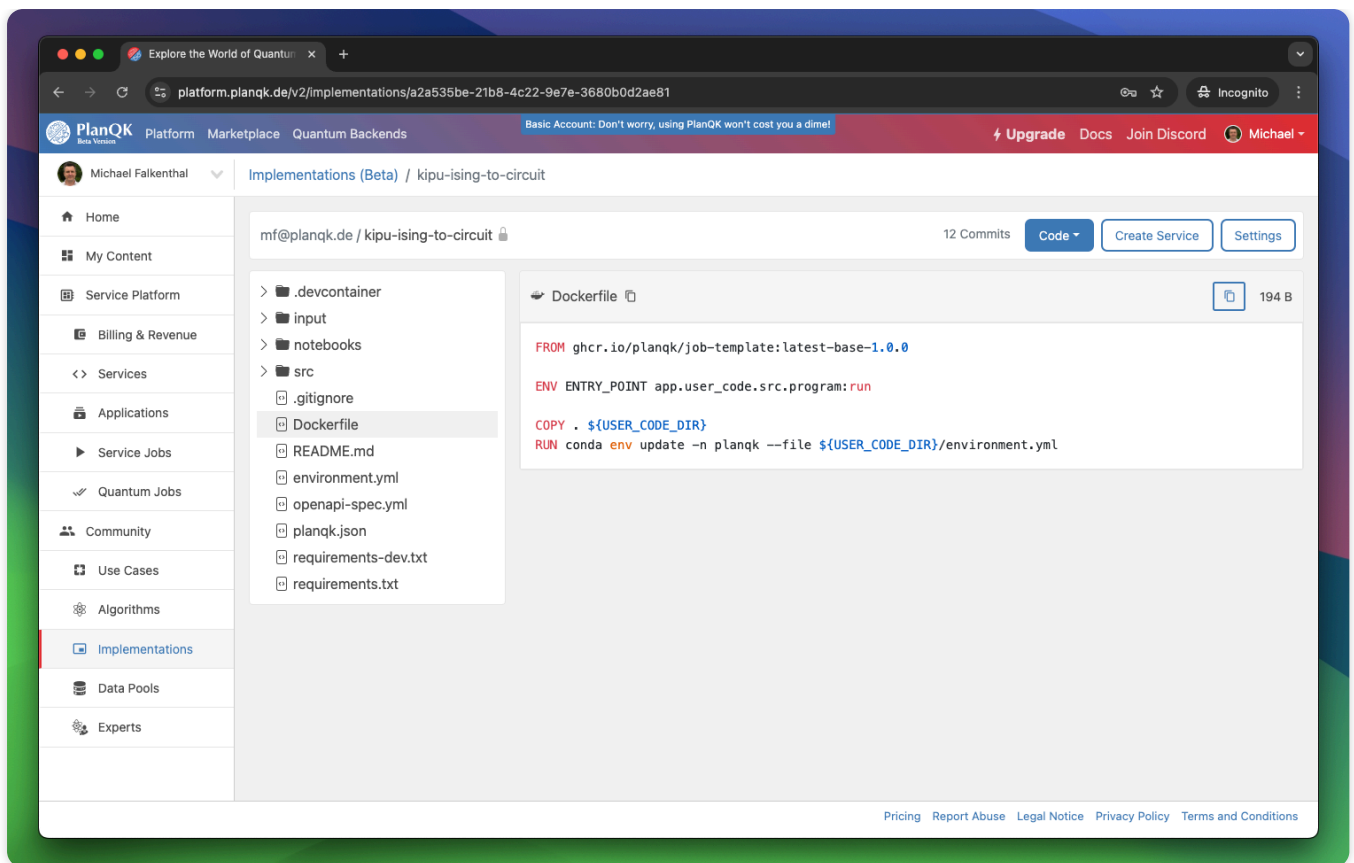 Explore the World of Quantun
platform.planqk.de/v2/implementations/a2a535be-21b8-4c22-9e7e-3680b0d2ae81
Incognito
PlanQK
Beta Version
Platform Marketplace Quantum Backends
Basic Account: Don't worry, using PlanQK won't cost you a dime!
Upgrade Docs Join Discord Michael
Michael Falkenthal
Implementations (Beta) / kipu-ising-to-circuit
Home
My Content
Service Platform
Billing & Revenue
Services
Applications
Service Jobs
Quantum Jobs
Community
Use Cases
Algorithms
Implementations
Data Pools
Experts
mf@planqk.de / kipu-ising-to-circuit
12 Commits
Code
Create Service
Settings
.devcontainer
input
notebooks
src
.gitignore
Dockerfile
README.md
environment.yml
openapi-spec.yml
planqk.json
requirements-dev.txt
requirements.txt
Dockerfile
194 B
FROM ghcr.io/planqk/job-template:latest-base-1.0.0
ENV ENTRY_POINT app.user_code.src.program:run
COPY . ${USER_CODE_DIR}
RUN conda env update -n planqk --file ${USER_CODE_DIR}/environment.yml
Pricing Report Abuse Legal Notice Privacy Policy Terms and Conditions